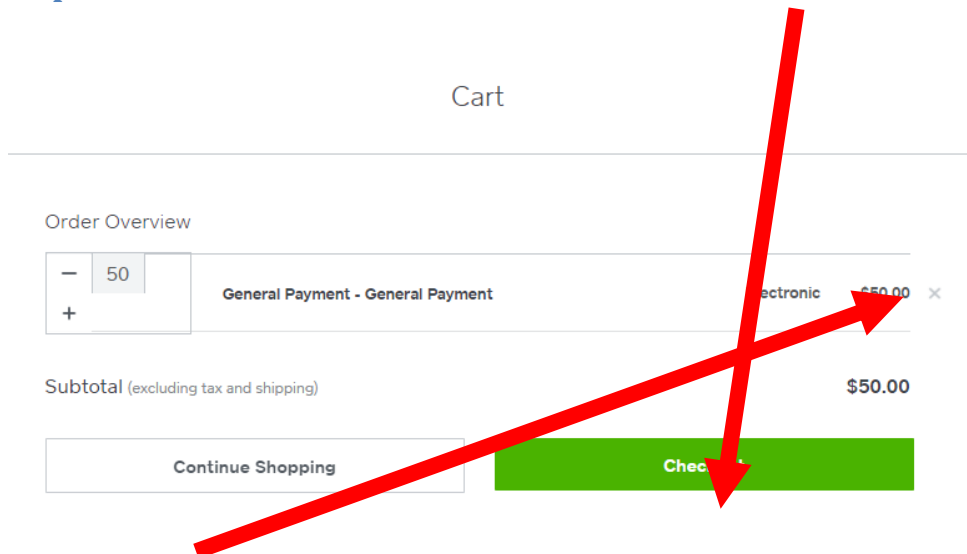 Cart
Order Overview
− 50
+
General Payment - General Payment
$50.00 ×
Subtotal (excluding tax and shipping)
$50.00
Continue Shopping